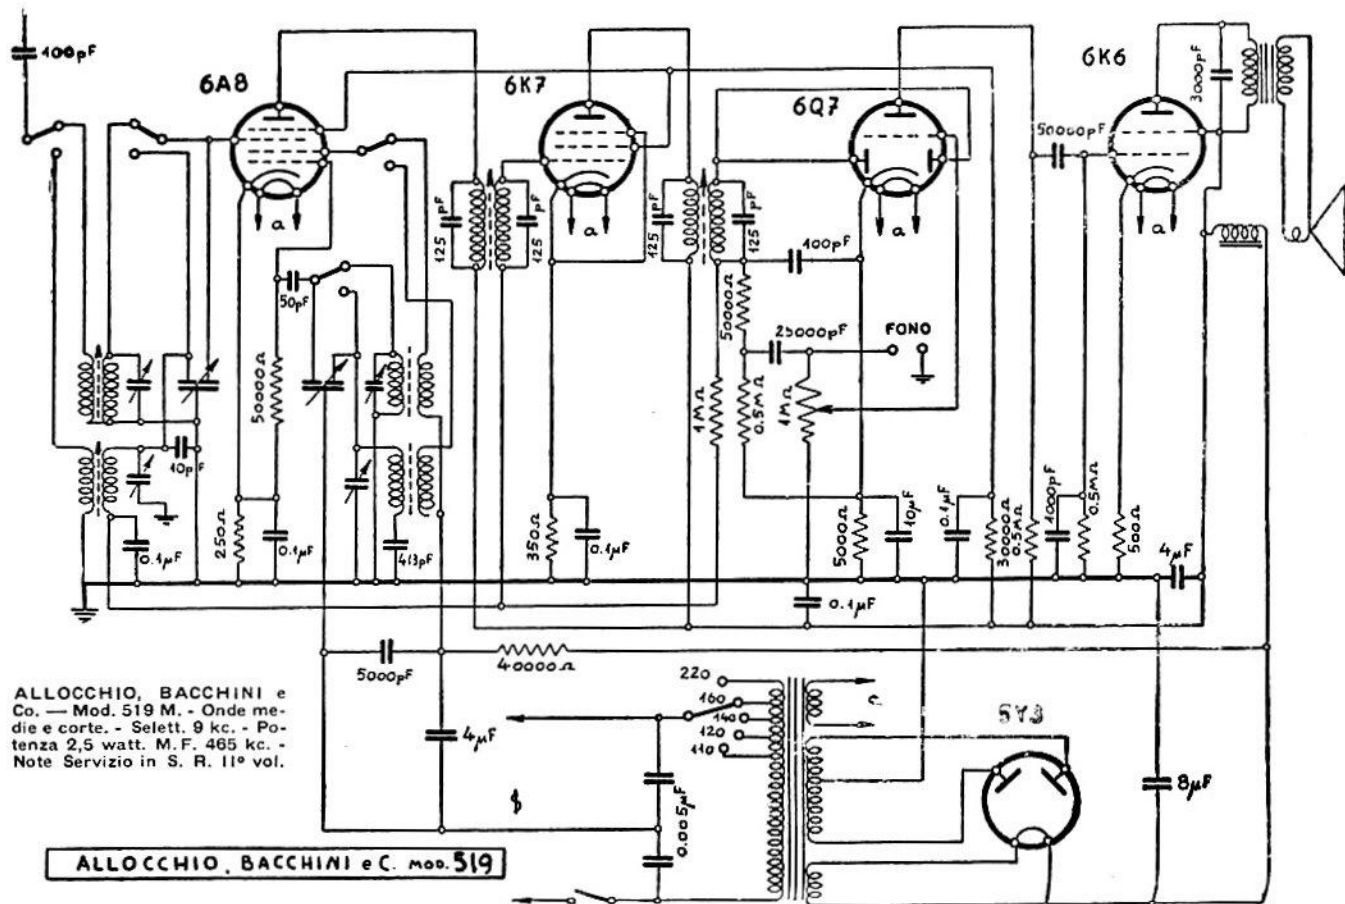 100pF
6A8
6K7
6Q7
6K6
3000pF
50000pF
a
a
a
a
125 pF
pF 125
125 pF
pF 125
100pF
50pF
50000Ω
50000Ω
25000pF
FONO
1MΩ
0.5MΩ
1MΩ
10pF
250Ω
0.1μF
0.1μF
413pF
350Ω
0.1μF
5000Ω
10μF
0.1μF
30000Ω
0.5MΩ
1000pF
0.5MΩ
500Ω
4μF
0.1μF
5000pF
40000Ω
220
160
140
120
110
5Y3
4μF
0.005μF
8μF
ALLOCCHIO, BACCHINI e
Co. — Mod. 519 M. - Onde me-
die e corte. - Selett. 9 kc. - Po-
tenza 2,5 watt. M.F. 465 kc. -
Note Servizio in S. R. IIº vol.
ALLOCCHIO, BACCHINI e C. MOD. 519